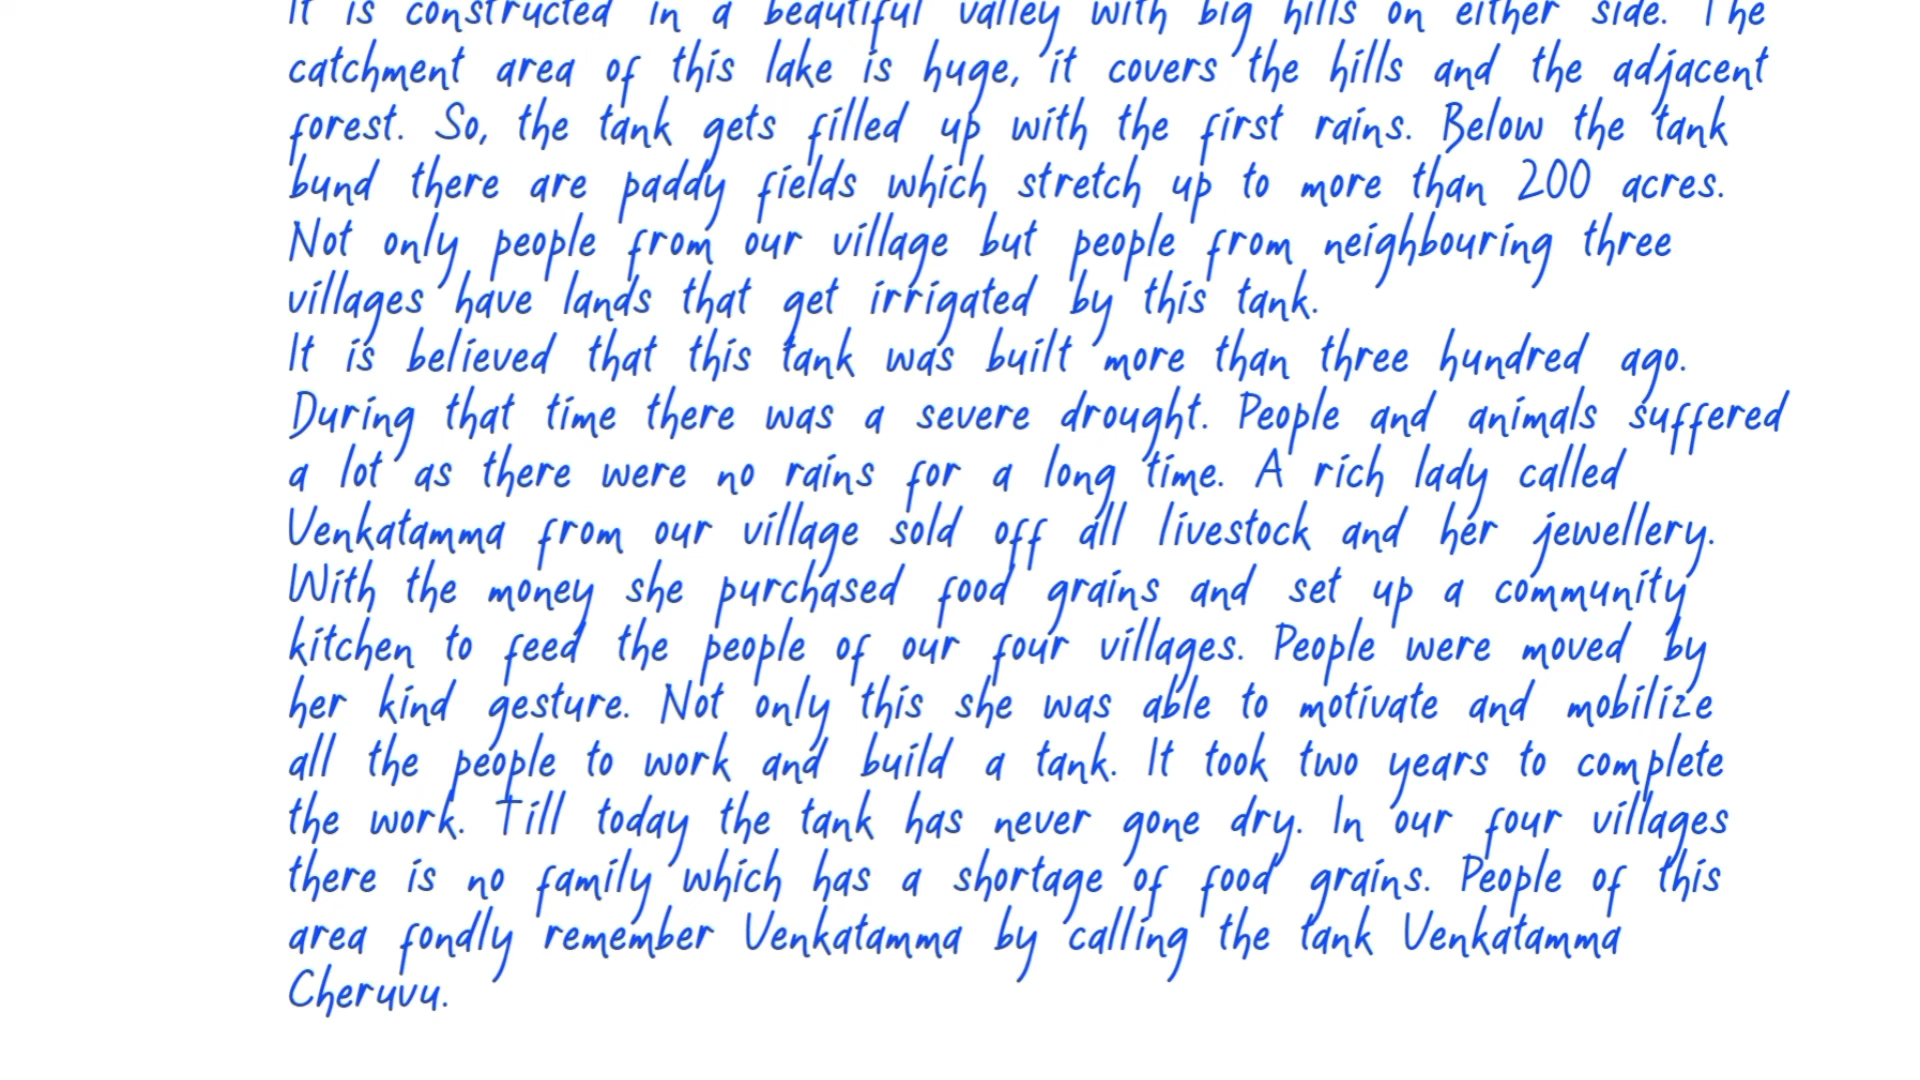 It is constructed in a beautiful valley with big hills on either side. The
catchment area of this lake is huge, it covers the hills and the adjacent
forest. So, the tank gets filled up with the first rains. Below the tank
bund there are paddy fields which stretch up to more than 200 acres.
Not only people from our village but people from neighbouring three
villages have lands that get irrigated by this tank.
It is believed that this tank was built more than three hundred ago.
During that time there was a severe drought. People and animals suffered
a lot as there were no rains for a long time. A rich lady called
Venkatamma from our village sold off all livestock and her jewellery.
With the money she purchased food grains and set up a community
kitchen to feed the people of our four villages. People were moved by
her kind gesture. Not only this she was able to motivate and mobilize
all the people to work and build a tank. It took two years to complete
the work. Till today the tank has never gone dry. In our four villages
there is no family which has a shortage of food grains. People of this
area fondly remember Venkatamma by calling the tank Venkatamma
Cheruvu.